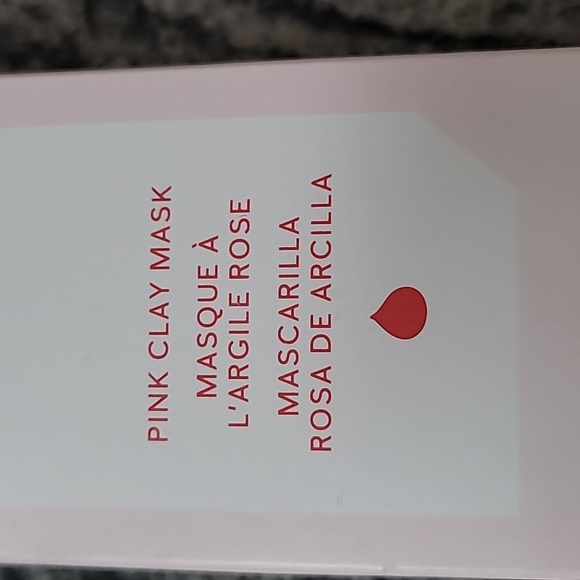 PINK CLAY MASK
MASQUE À
L'ARGILE ROSE
MASCARILLA
ROSA DE ARCILLA